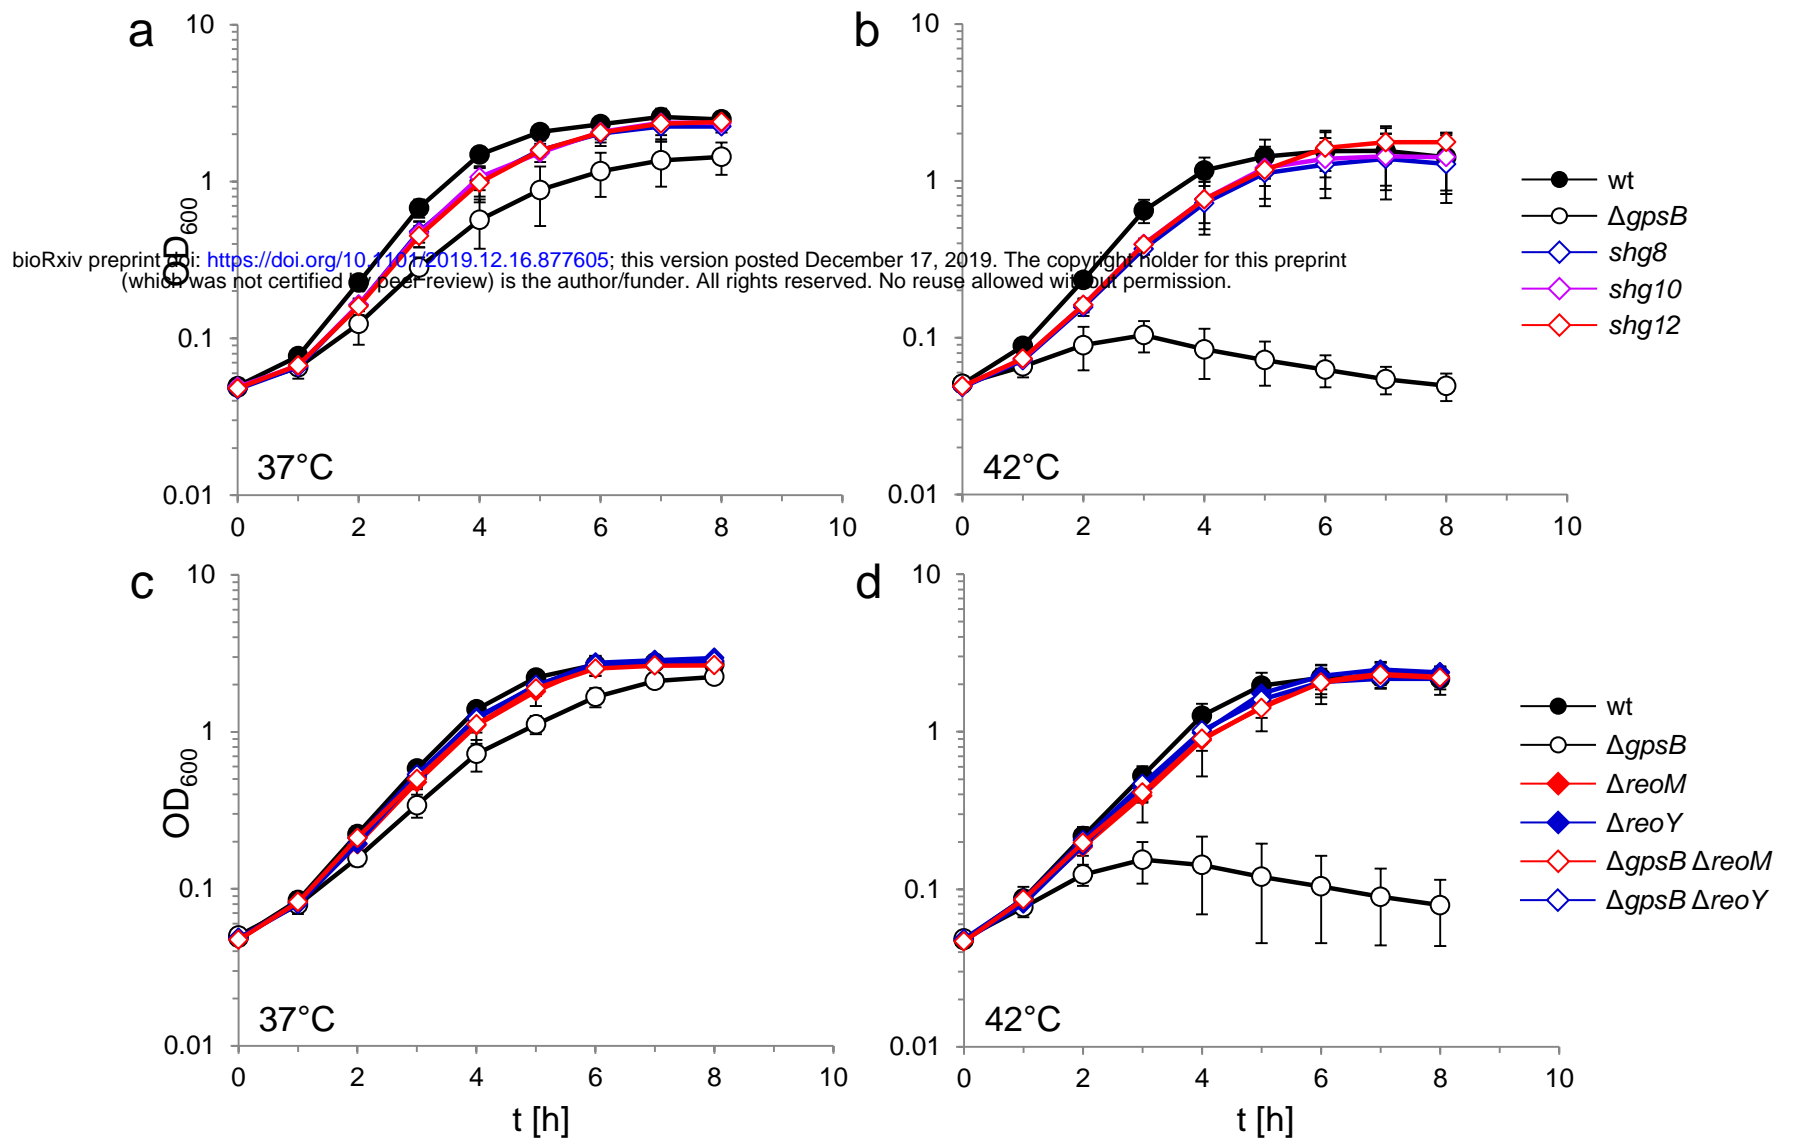 a
10
1
0.1
0.01
OD600
37°C
0 2 4 6 8 10
b
10
1
0.1
0.01
42°C
0 2 4 6 8 10
wt
ΔgpsB
shg8
shg10
shg12
bioRxiv preprint doi: https://doi.org/10.1101/2019.12.16.877605; this version posted December 17, 2019. The copyright holder for this preprint
(which was not certified by peer review) is the author/funder. All rights reserved. No reuse allowed without permission.
c
10
1
0.1
0.01
OD600
37°C
0 2 4 6 8 10
t [h]
d
10
1
0.1
0.01
42°C
0 2 4 6 8 10
t [h]
wt
ΔgpsB
ΔreoM
ΔreoY
ΔgpsB ΔreoM
ΔgpsB ΔreoY